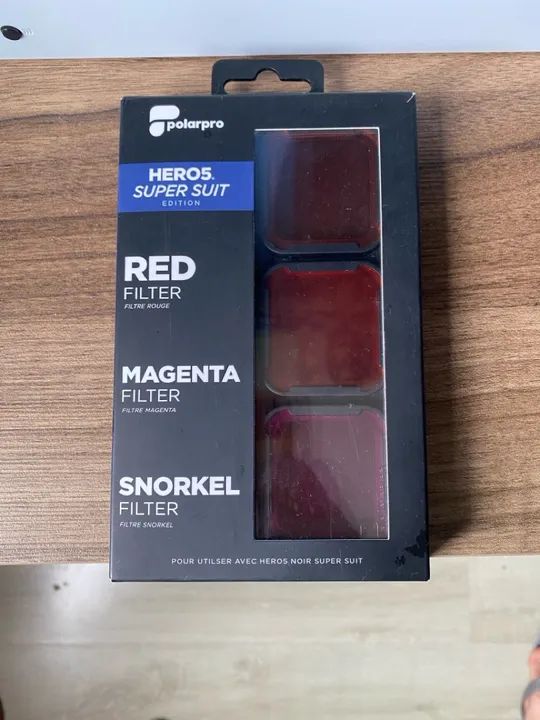 polarpro
HERO5.
SUPER SUIT
EDITION
RED
FILTER
FILTRE ROUGE
MAGENTA
FILTER
FILTRE MAGENTA
SNORKEL
FILTER
FILTRE SNORKEL
POUR UTILSER AVEC HERO5 NOIR SUPER SUIT